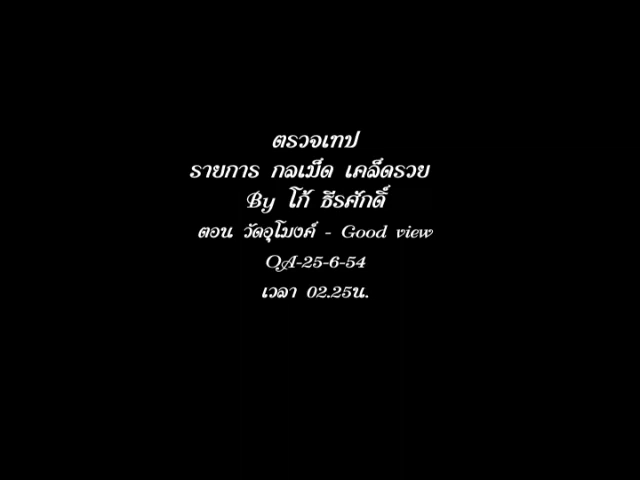 ตรวจเทป
รายการ กลเม็ด เคล็ดรวย
By โก้ ธีรศักดิ์
ตอน วัดอุโมงค์ - Good view
QA-25-6-54
เวลา 02.25น.